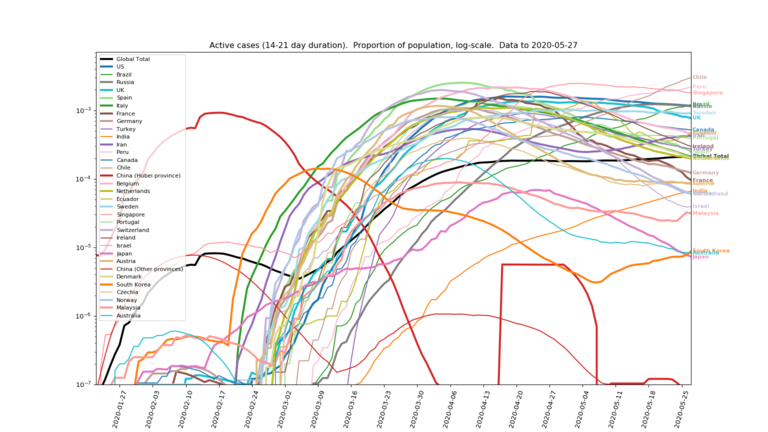 Active cases (14-21 day duration).  Proportion of population, log-scale.  Data to 2020-05-27
Global Total
US
Brazil
Russia
UK
Spain
Italy
France
Germany
Turkey
India
Iran
Peru
Canada
Chile
China (Hubei province)
Belgium
Netherlands
Ecuador
Sweden
Singapore
Portugal
Switzerland
Ireland
Israel
Japan
Austria
China (Other provinces)
Denmark
South Korea
Czechia
Norway
Malaysia
Australia
10⁻³
10⁻⁴
10⁻⁵
10⁻⁶
10⁻⁷
Chile
Peru
Singapore
Brazil
Sweden
UK
Canada
Ireland
Global Total
Germany
France
India
Israel
Malaysia
South Korea
Australia
Japan
2020-01-27
2020-02-03
2020-02-10
2020-02-17
2020-02-24
2020-03-02
2020-03-09
2020-03-16
2020-03-23
2020-03-30
2020-04-06
2020-04-13
2020-04-20
2020-04-27
2020-05-04
2020-05-11
2020-05-18
2020-05-25